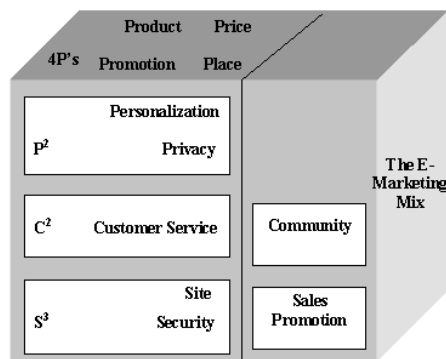 Product Price
4P's Promotion Place
Personalization
P² Privacy
C² Customer Service
Community
Site
S³ Security
Sales
Promotion
The E-
Marketing
Mix